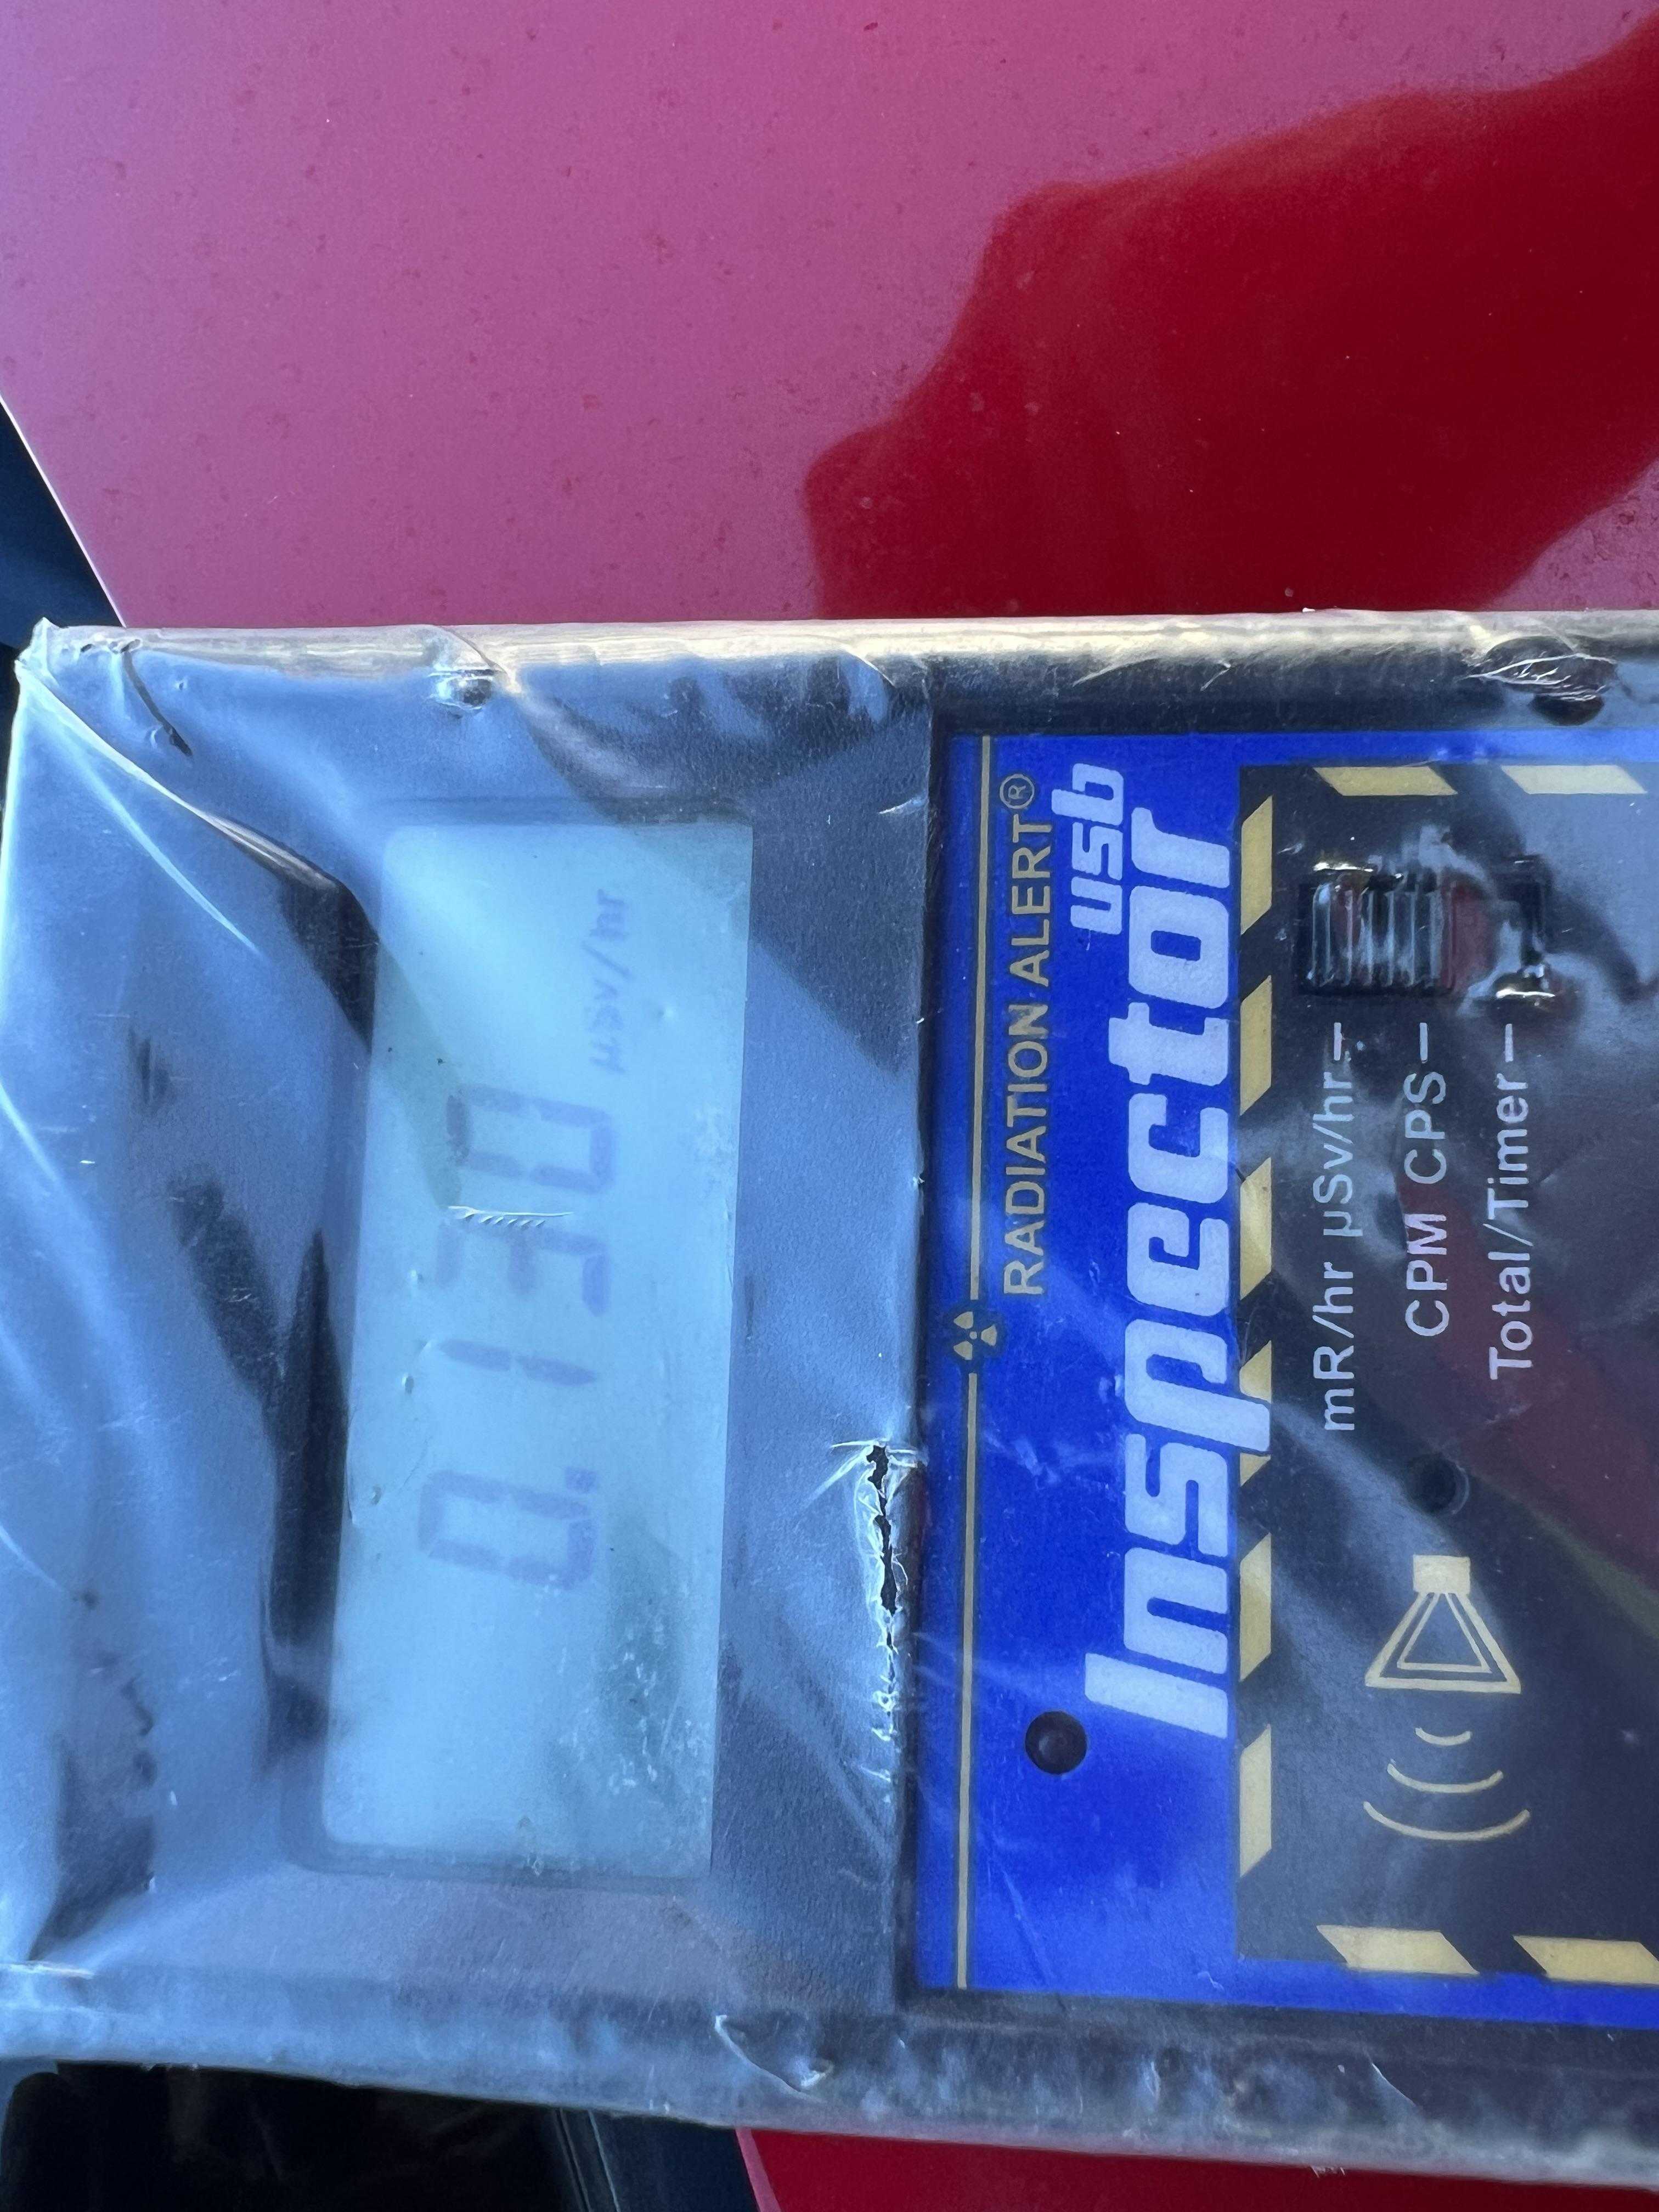 0.130 µSv/hr
RADIATION ALERT®
Inspector usb
mR/hr µSv/hr
CPM CPS
Total/Timer